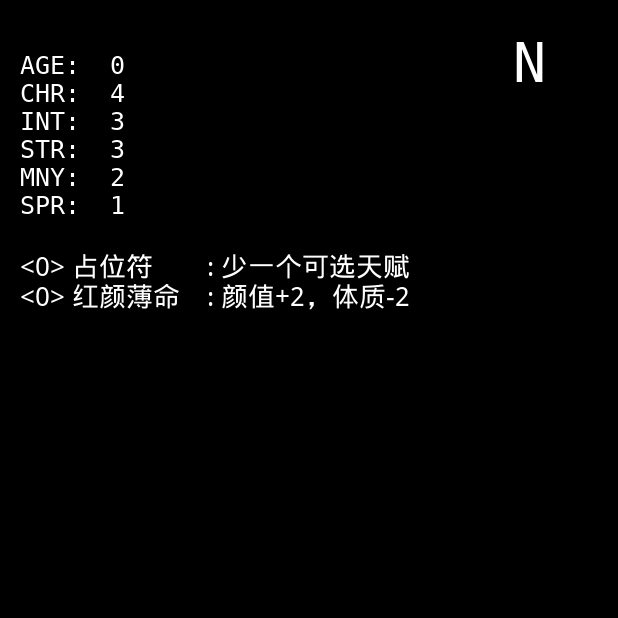 N
AGE: 0
CHR: 4
INT: 3
STR: 3
MNY: 2
SPR: 1
<O> 占位符 : 少一个可选天赋
<O> 红颜薄命 : 颜值+2，体质-2